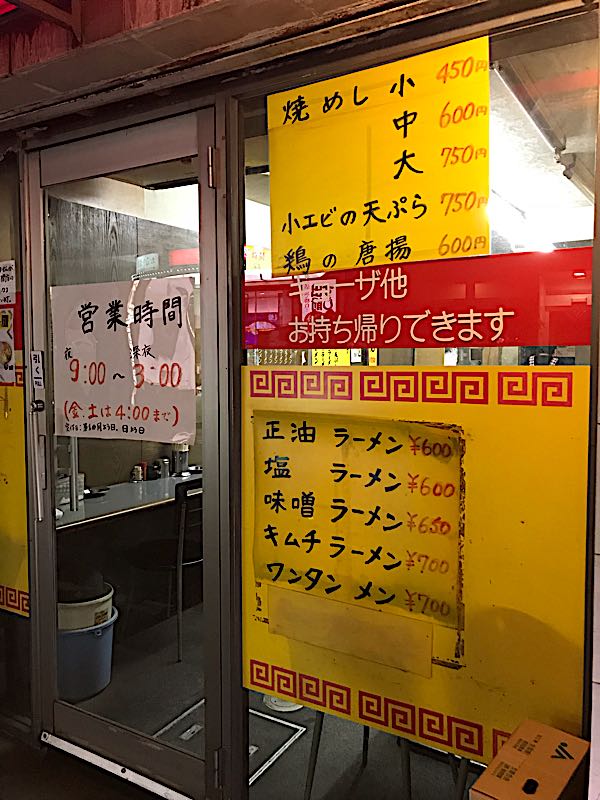 焼めし 小 450円
中 600円
大 750円
小エビの天ぷら 750円
鶏の唐揚 600円
ギョーザ他
お持ち帰りできます
営業時間
夜 深夜
9:00〜3:00
(金.土は4:00まで)
引く
正油 ラーメン ¥600
塩 ラーメン ¥600
味噌 ラーメン ¥650
キムチ ラーメン ¥700
ワンタン メン ¥700